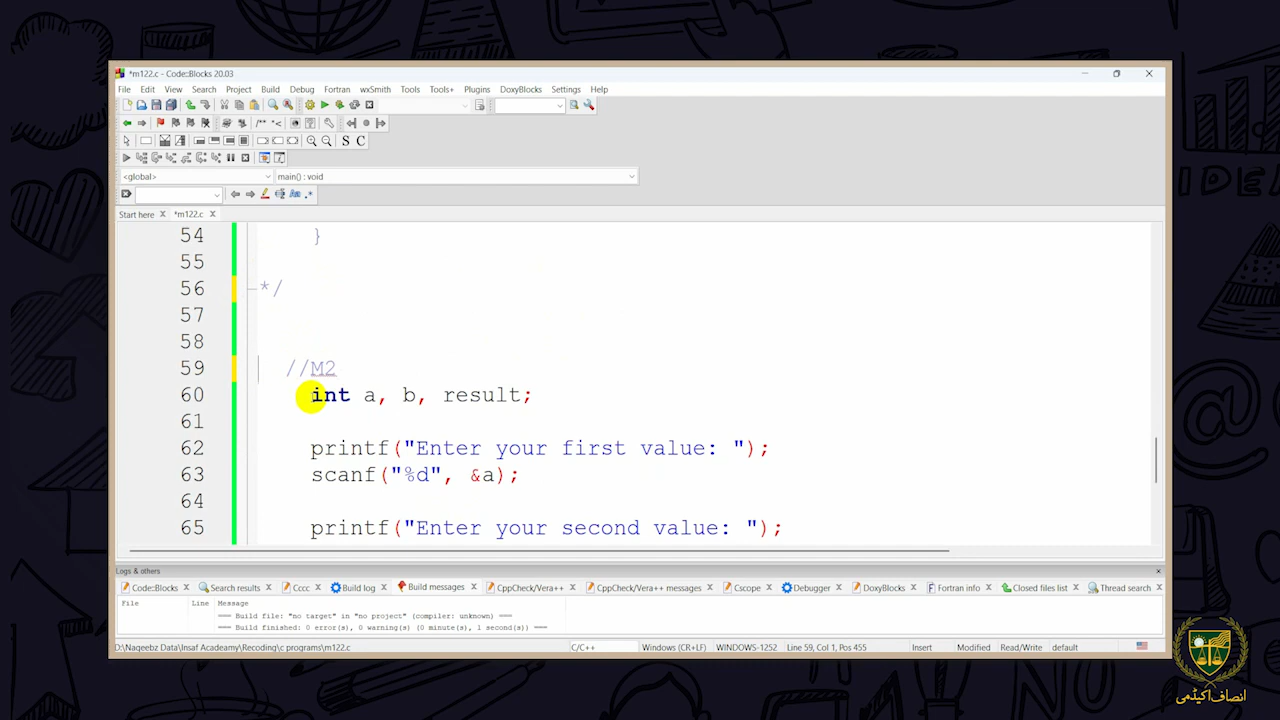 *m122.c - Code::Blocks 20.03
File Edit View Search Project Build Debug Fortran wxSmith Tools Tools+ Plugins DoxyBlocks Settings Help
S C
<global> main() : void
Aa .*
Start here X *m122.c X
54 }
55
56 */
57
58
59 //M2
60 int a, b, result;
61
62 printf("Enter your first value: ");
63 scanf("%d", &a);
64
65 printf("Enter your second value: ");
Logs & others
Code::Blocks X Search results X Cccc X Build log X Build messages X CppCheck/Vera++ X CppCheck/Vera++ messages X Cscope X Debugger X DoxyBlocks X Fortran info X Closed files list X Thread search X
File Line Message
=== Build file: "no target" in "no project" (compiler: unknown) ===
=== Build finished: 0 error(s), 0 warning(s) (0 minute(s), 1 second(s)) ===
D:\Naqeebz Data\Insaf Acadeamy\Recoding\c programs\m122.c C/C++ Windows (CR+LF) WINDOWS-1252 Line 59, Col 1, Pos 455 Insert Modified Read/Write default
IDEA
انصاف اکیڈمی